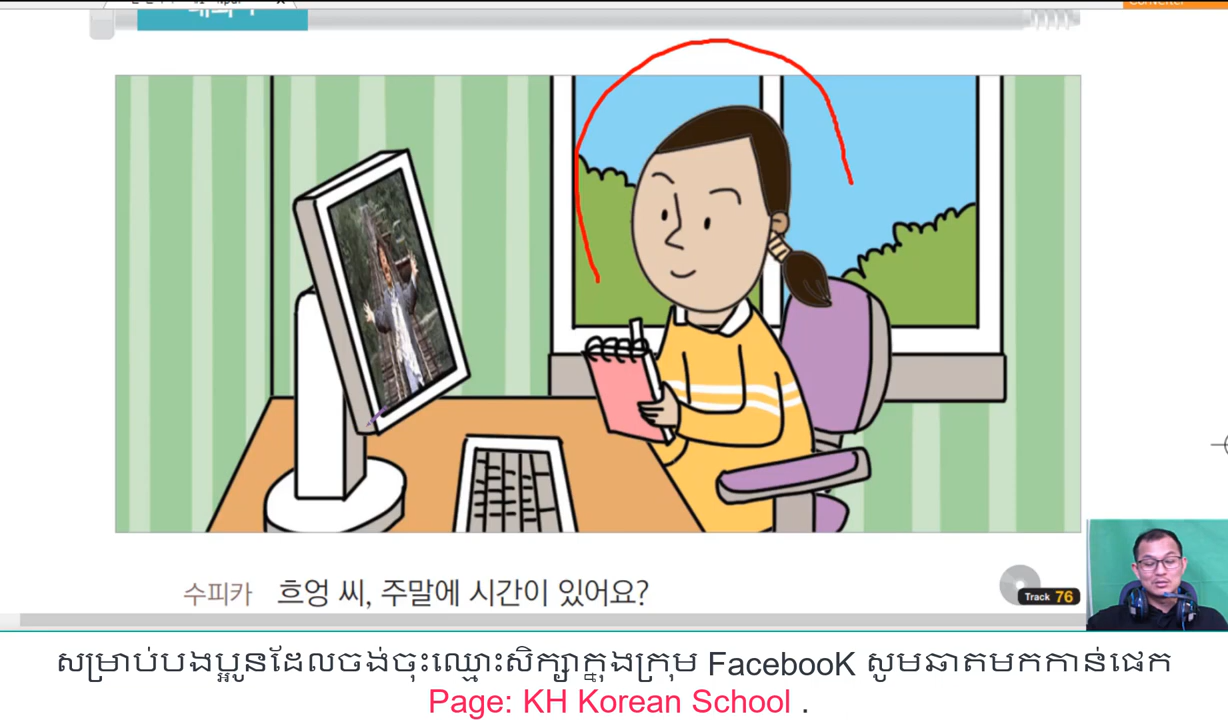 Converter
수피카 흐엉 씨, 주말에 시간이 있어요?
Track 76
សម្រាប់បងប្អូនដែលចង់ចុះឈ្មោះសិក្សាក្នុងក្រុម FacebooK សូមឆាតមកកាន់ផេក
Page: KH Korean School .